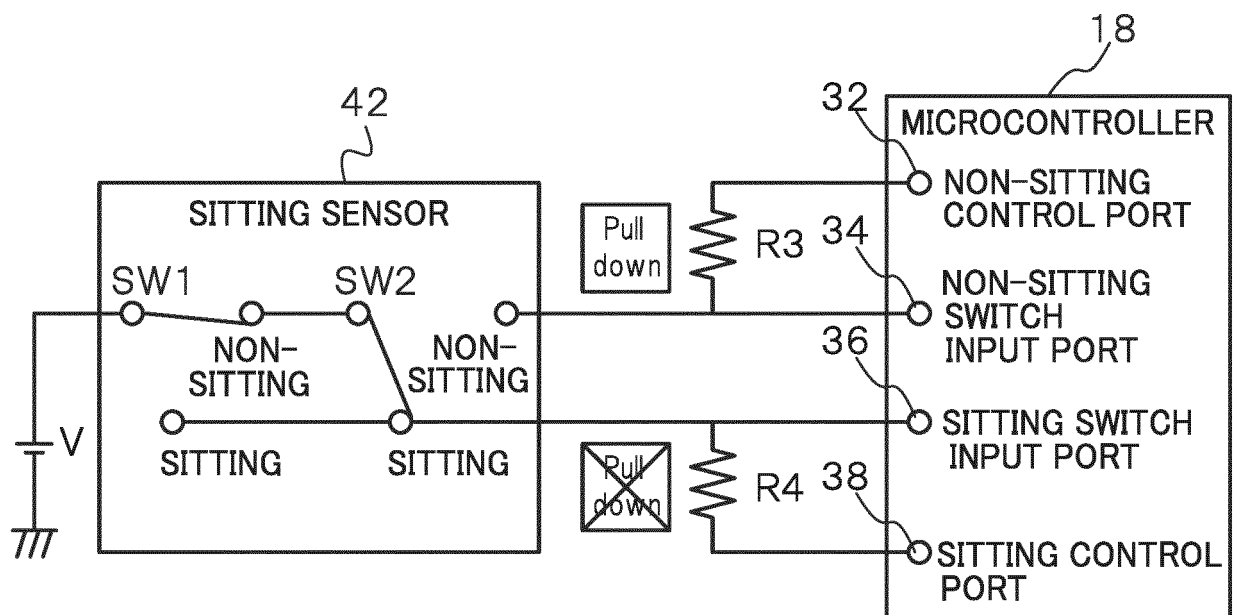 18
42
32
MICROCONTROLLER
NON-SITTING
CONTROL PORT
SITTING SENSOR
Pull
down
R3
34
SW1
SW2
NON-SITTING
SWITCH
INPUT PORT
NON-
SITTING
NON-
SITTING
36
V
SITTING
SITTING
SITTING SWITCH
INPUT PORT
Pull
down
R4
38
SITTING CONTROL
PORT